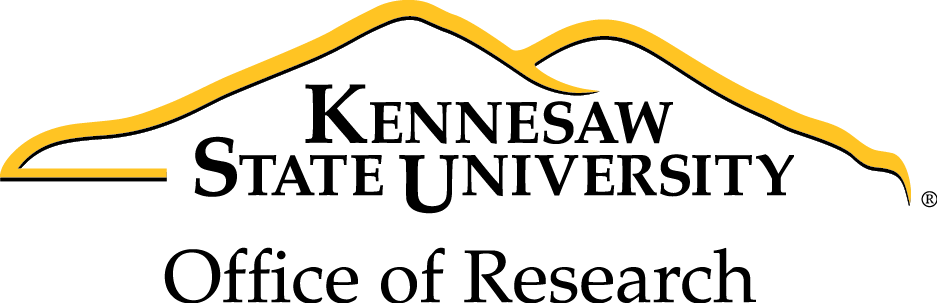 KENNESAW
STATE UNIVERSITY ®
Office of Research